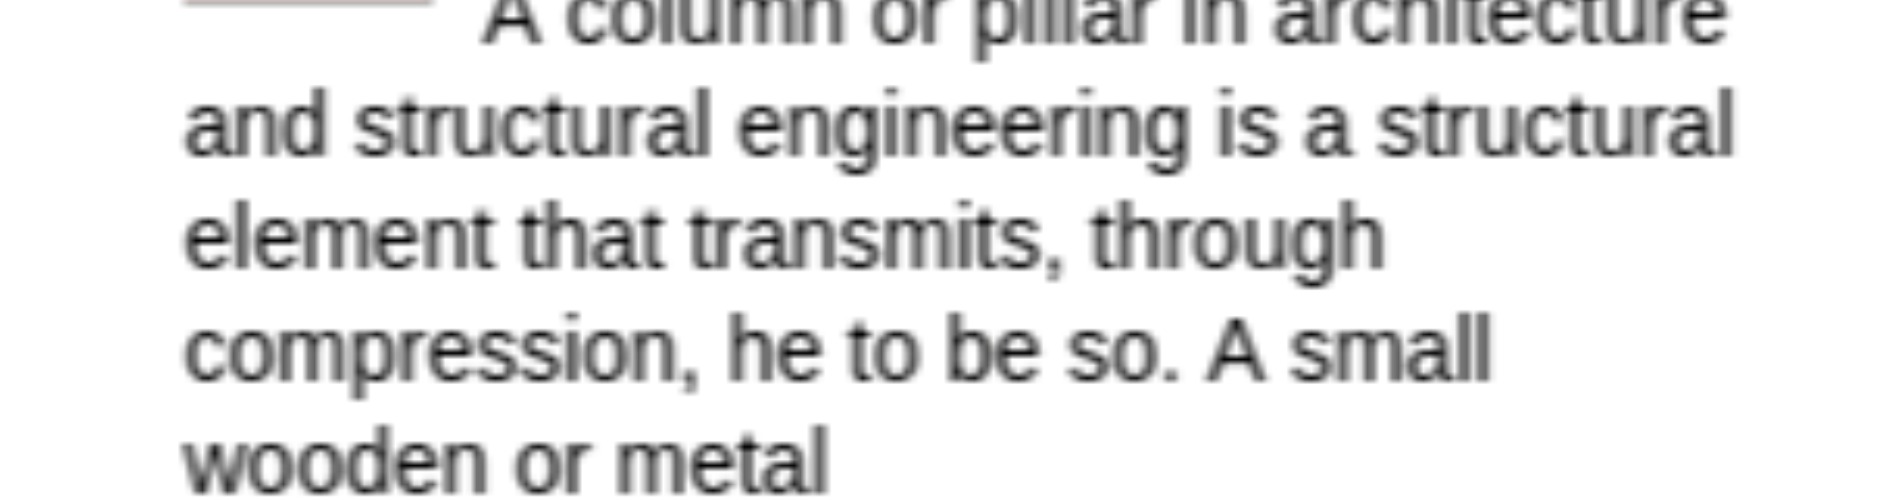 A column or pillar in architecture
and structural engineering is a structural
element that transmits, through
compression, he to be so. A small
wooden or metal